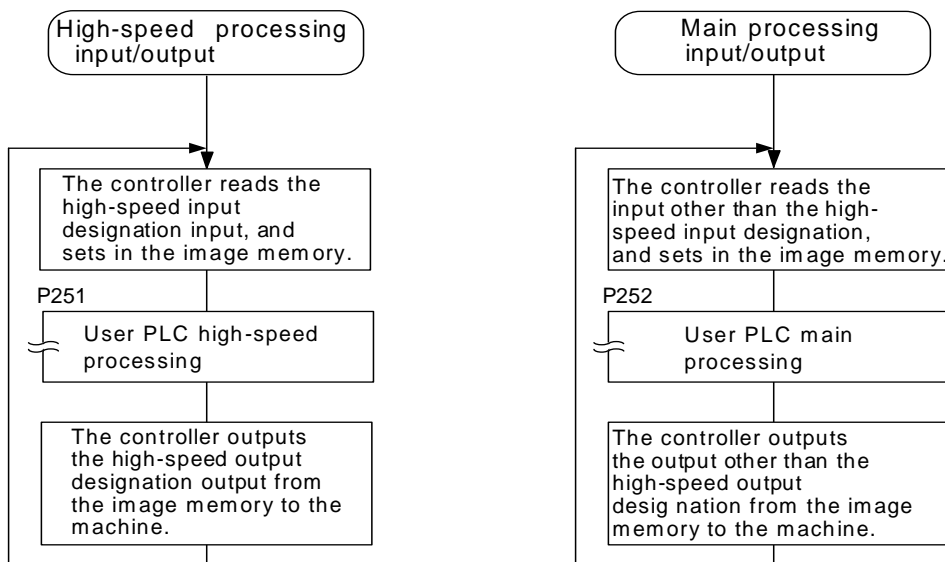 High-speed processing
input/output
The controller reads the
high-speed input
designation input, and
sets in the image memory.
P251
User PLC high-speed
processing
The controller outputs
the high-speed output
designation output from
the image memory to the
machine.
Main processing
input/output
The controller reads the
input other than the high-
speed input designation,
and sets in the image memory.
P252
User PLC main
processing
The controller outputs
the output other than the
high-speed output
desig nation from the image
memory to the machine.